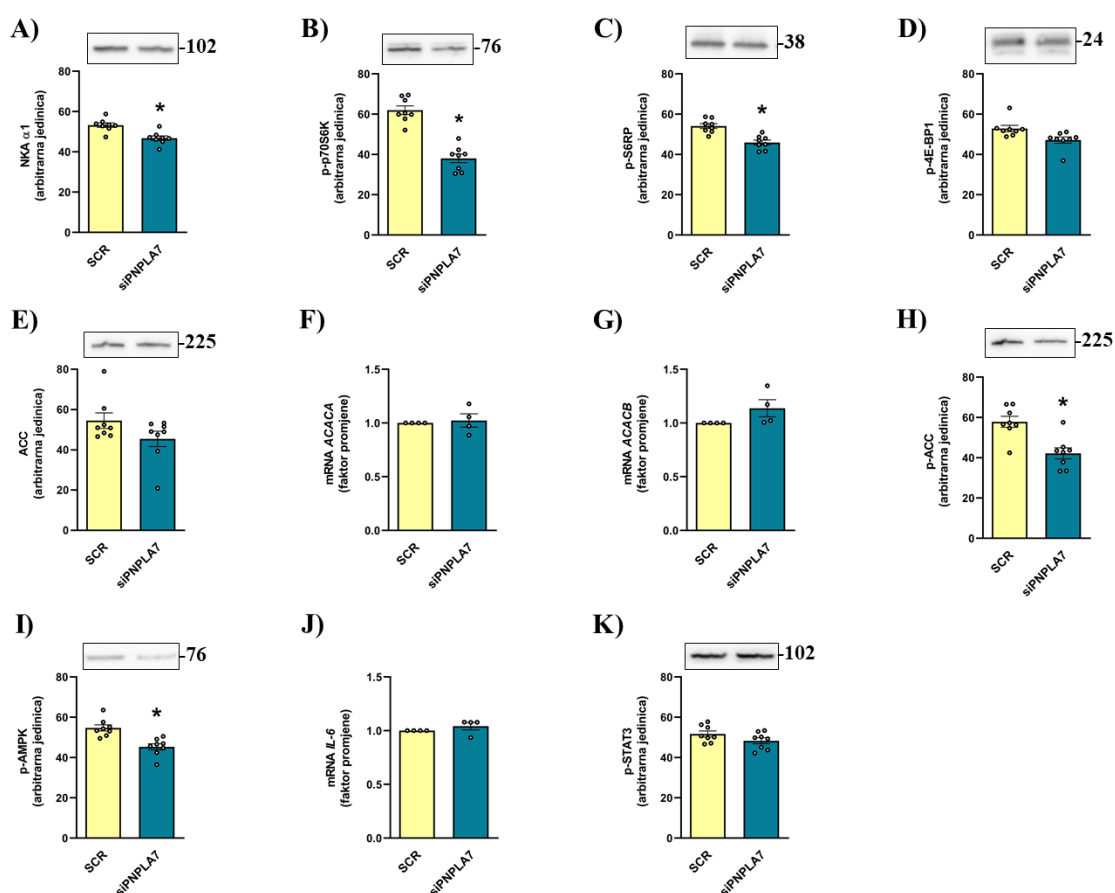 A)
-102
80
60
40
20
0
NKA α1
(arbitrarna jedinica)
*
SCR
siPNPLA7
B)
-76
80
60
40
20
0
p-p70S6K
(arbitrarna jedinica)
*
SCR
siPNPLA7
C)
-38
80
60
40
20
0
p-S6RP
(arbitrarna jedinica)
*
SCR
siPNPLA7
D)
-24
80
60
40
20
0
p-4E-BP1
(arbitrarna jedinica)
SCR
siPNPLA7
E)
-225
80
60
40
20
0
ACC
(arbitrarna jedinica)
SCR
siPNPLA7
F)
1.5
1.0
0.5
0.0
mRNA ACACA
(faktor promjene)
SCR
siPNPLA7
G)
1.5
1.0
0.5
0.0
mRNA ACACB
(faktor promjene)
SCR
siPNPLA7
H)
-225
80
60
40
20
0
p-ACC
(arbitrarna jedinica)
*
SCR
siPNPLA7
I)
-76
80
60
40
20
0
p-AMPK
(arbitrarna jedinica)
*
SCR
siPNPLA7
J)
1.5
1.0
0.5
0.0
mRNA IL-6
(faktor promjene)
SCR
siPNPLA7
K)
-102
80
60
40
20
0
p-STAT3
(arbitrarna jedinica)
SCR
siPNPLA7